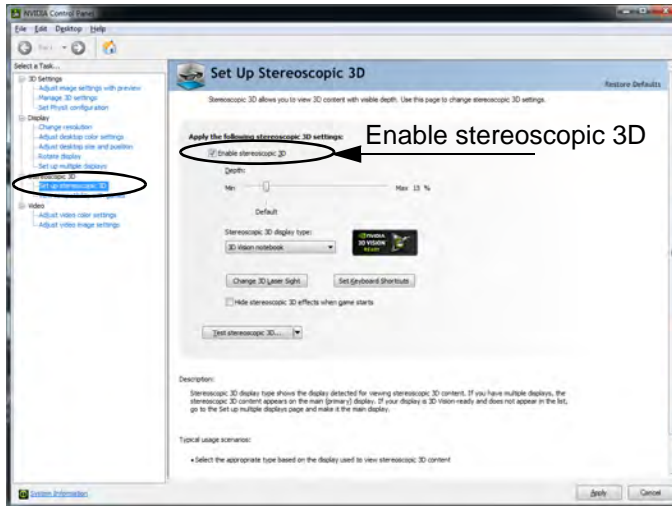 NVIDIA Control Panel
File Edit Desktop Help
Back
Select a Task...
3D Settings
Adjust image settings with preview
Manage 3D settings
Set PhysX configuration
Display
Change resolution
Adjust desktop color settings
Adjust desktop size and position
Rotate display
Set up multiple displays
Stereoscopic 3D
Set up stereoscopic 3D
Video
Adjust video color settings
Adjust video image settings
System Information
Set Up Stereoscopic 3D
Restore Defaults
Stereoscopic 3D allows you to view 3D content with visible depth. Use this page to change stereoscopic 3D settings.
Apply the following stereoscopic 3D settings:
Enable stereoscopic 3D
Enable stereoscopic 3D
Depth:
Min Max 15 %
Default
Stereoscopic 3D display type:
3D Vision notebook
NVIDIA
3D VISION
READY
Change 3D Laser Sight Set Keyboard Shortcuts
Hide stereoscopic 3D effects when game starts
Test stereoscopic 3D...
Description:
Stereoscopic 3D display type shows the display detected for viewing stereoscopic 3D content. If you have multiple displays, the
stereoscopic 3D content appears on the main (primary) display. If your display is 3D Vision-ready and does not appear in the list,
go to the Set up multiple displays page and make it the main display.
Typical usage scenarios:
• Select the appropriate type based on the display used to view stereoscopic 3D content
Apply Cancel